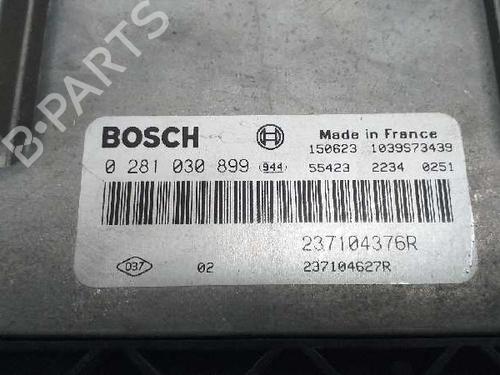 B-PARTS
BOSCH Made in France
150623 1039S73439
0 281 030 899 944 55423 2234 0251
237104376R
D37 02 237104627R